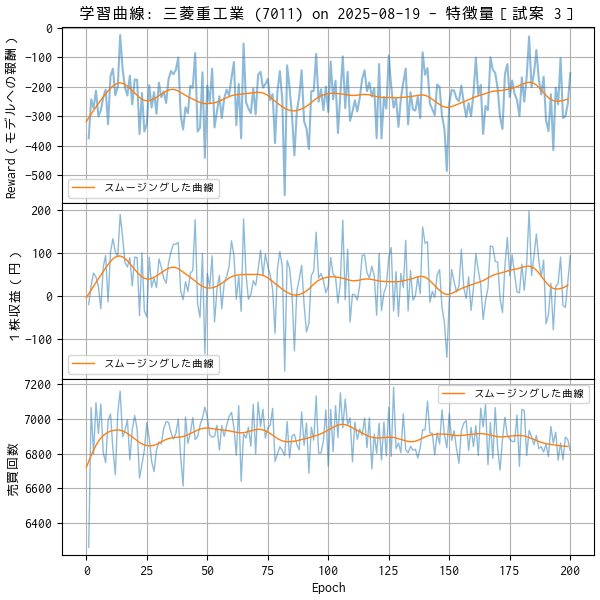 学習曲線: 三菱重工業 (7011) on 2025-08-19 - 特徴量 [ 試案 3 ]
Reward ( モデルへの報酬 )
0
−100
−200
−300
−400
−500
スムージングした曲線
1株収益 ( 円 )
200
100
0
−100
スムージングした曲線
売買回数
7200
7000
6800
6600
6400
スムージングした曲線
0 25 50 75 100 125 150 175 200
Epoch